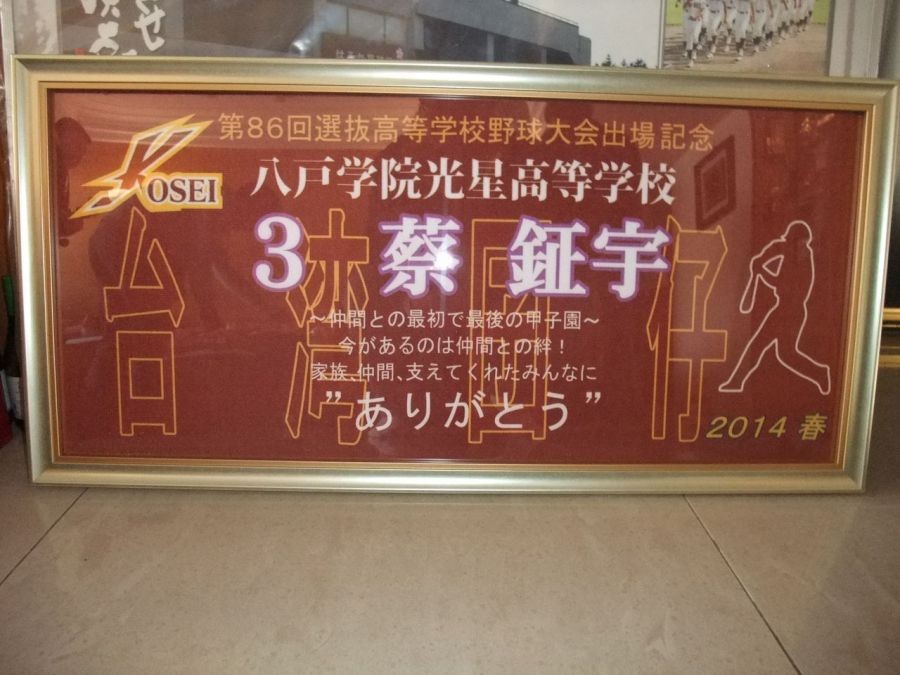 第86回選抜高等学校野球大会出場記念
KOSEI
八戸学院光星高等学校
3 蔡 鉦宇
台湾囝仔
～仲間との最初で最後の甲子園～
今があるのは仲間との絆！
家族、仲間、支えてくれたみんなに
”ありがとう”
2014 春